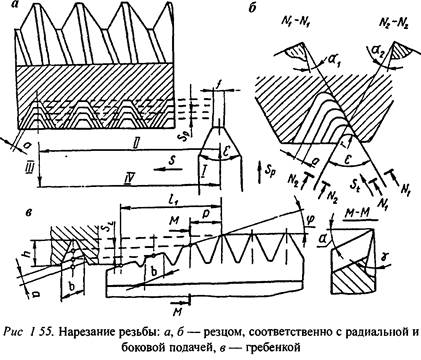 а
б
N₁-N₁
N₂-N₂
α₁
α₂
f
Sₚ
a
II
III
S
I
ε
IV
Sₚ
a
ε
Sₜ
N₂
N₂
N₁
N₁
в
l₁
M
P
φ
M-M
h
a
b
b
α
γ
M
Рис 1 55. Нарезание резьбы: а, б — резцом, соответственно с радиальной и
боковой подачей, в — гребенкой